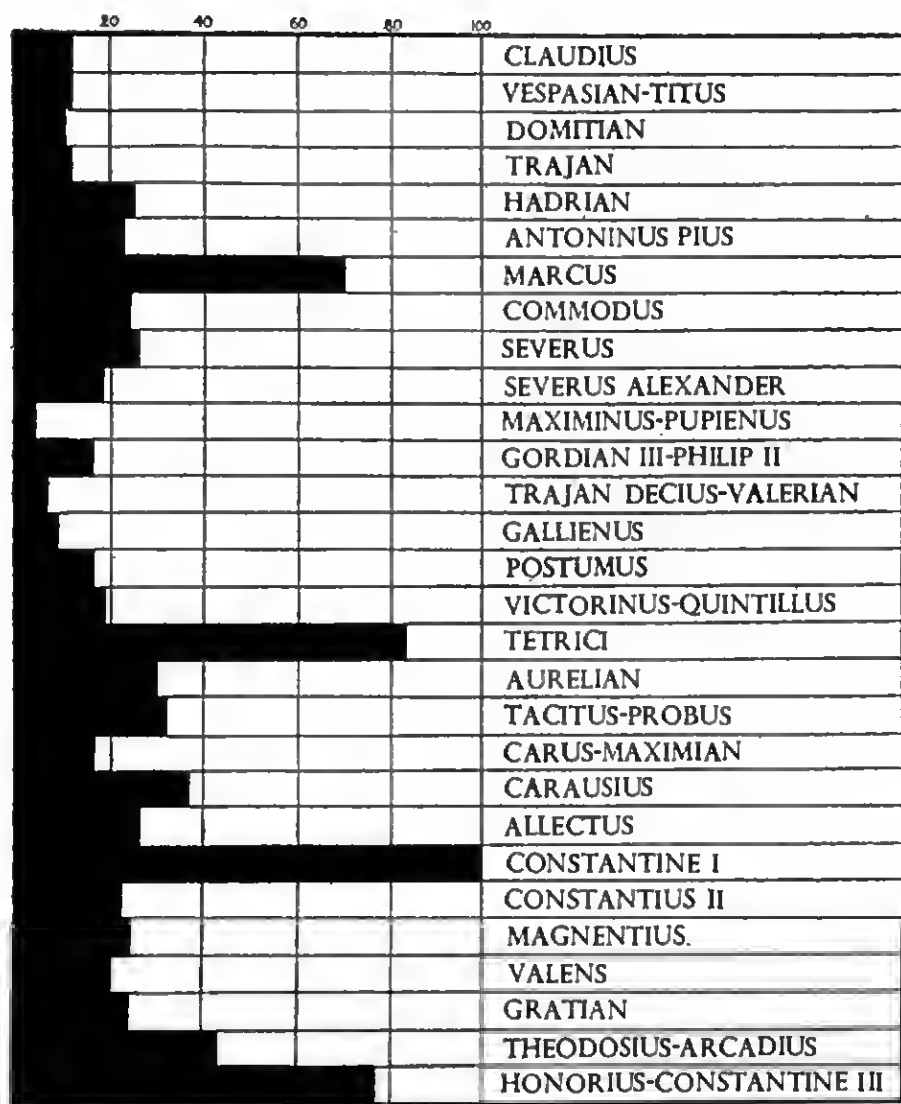 20 40 60 80 100
CLAUDIUS
VESPASIAN-TITUS
DOMITIAN
TRAJAN
HADRIAN
ANTONINUS PIUS
MARCUS
COMMODUS
SEVERUS
SEVERUS ALEXANDER
MAXIMINUS-PUPIENUS
GORDIAN III-PHILIP II
TRAJAN DECIUS-VALERIAN
GALLIENUS
POSTUMUS
VICTORINUS-QUINTILLUS
TETRICI
AURELIAN
TACITUS-PROBUS
CARUS-MAXIMIAN
CARAUSIUS
ALLECTUS
CONSTANTINE I
CONSTANTIUS II
MAGNENTIUS.
VALENS
GRATIAN
THEODOSIUS-ARCADIUS
HONORIUS-CONSTANTINE III